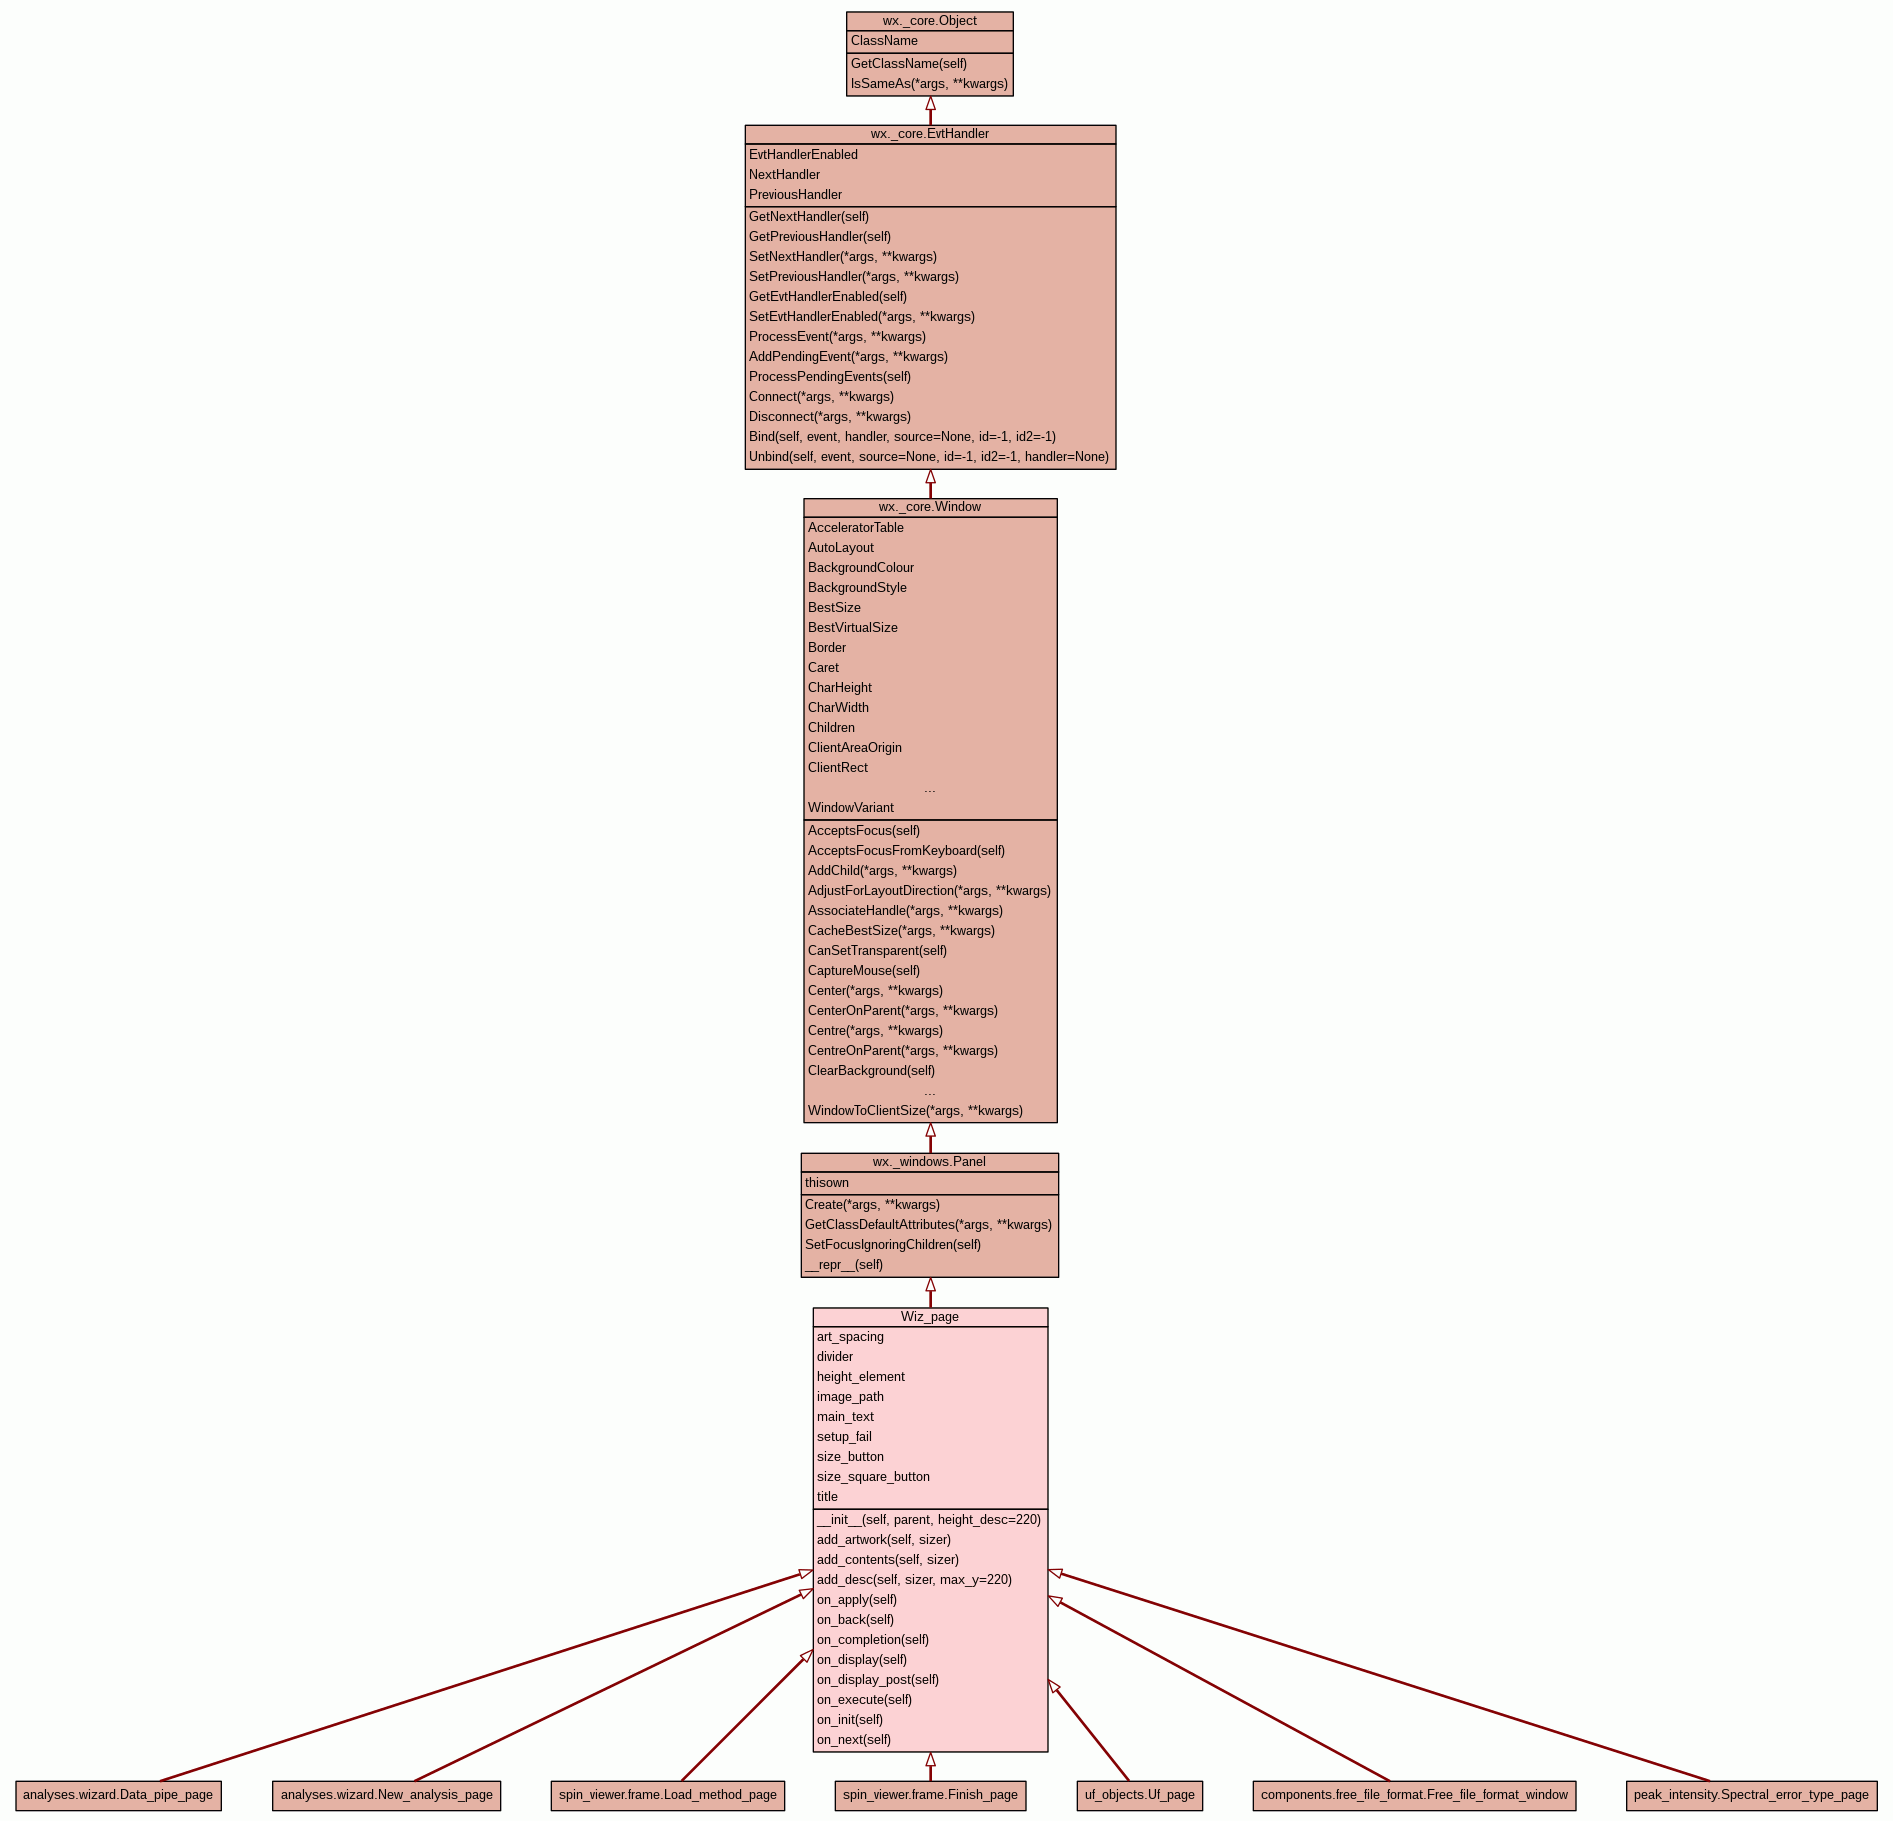 wx._core.Object
ClassName
GetClassName(self)
IsSameAs(*args, **kwargs)
wx._core.EvtHandler
EvtHandlerEnabled
NextHandler
PreviousHandler
GetNextHandler(self)
GetPreviousHandler(self)
SetNextHandler(*args, **kwargs)
SetPreviousHandler(*args, **kwargs)
GetEvtHandlerEnabled(self)
SetEvtHandlerEnabled(*args, **kwargs)
ProcessEvent(*args, **kwargs)
AddPendingEvent(*args, **kwargs)
ProcessPendingEvents(self)
Connect(*args, **kwargs)
Disconnect(*args, **kwargs)
Bind(self, event, handler, source=None, id=-1, id2=-1)
Unbind(self, event, source=None, id=-1, id2=-1, handler=None)
wx._core.Window
AcceleratorTable
AutoLayout
BackgroundColour
BackgroundStyle
BestSize
BestVirtualSize
Border
Caret
CharHeight
CharWidth
Children
ClientAreaOrigin
ClientRect
...
WindowVariant
AcceptsFocus(self)
AcceptsFocusFromKeyboard(self)
AddChild(*args, **kwargs)
AdjustForLayoutDirection(*args, **kwargs)
AssociateHandle(*args, **kwargs)
CacheBestSize(*args, **kwargs)
CanSetTransparent(self)
CaptureMouse(self)
Center(*args, **kwargs)
CenterOnParent(*args, **kwargs)
Centre(*args, **kwargs)
CentreOnParent(*args, **kwargs)
ClearBackground(self)
...
WindowToClientSize(*args, **kwargs)
wx._windows.Panel
thisown
Create(*args, **kwargs)
GetClassDefaultAttributes(*args, **kwargs)
SetFocusIgnoringChildren(self)
__repr__(self)
Wiz_page
art_spacing
divider
height_element
image_path
main_text
setup_fail
size_button
size_square_button
title
__init__(self, parent, height_desc=220)
add_artwork(self, sizer)
add_contents(self, sizer)
add_desc(self, sizer, max_y=220)
on_apply(self)
on_back(self)
on_completion(self)
on_display(self)
on_display_post(self)
on_execute(self)
on_init(self)
on_next(self)
analyses.wizard.Data_pipe_page
analyses.wizard.New_analysis_page
spin_viewer.frame.Load_method_page
spin_viewer.frame.Finish_page
uf_objects.Uf_page
components.free_file_format.Free_file_format_window
peak_intensity.Spectral_error_type_page